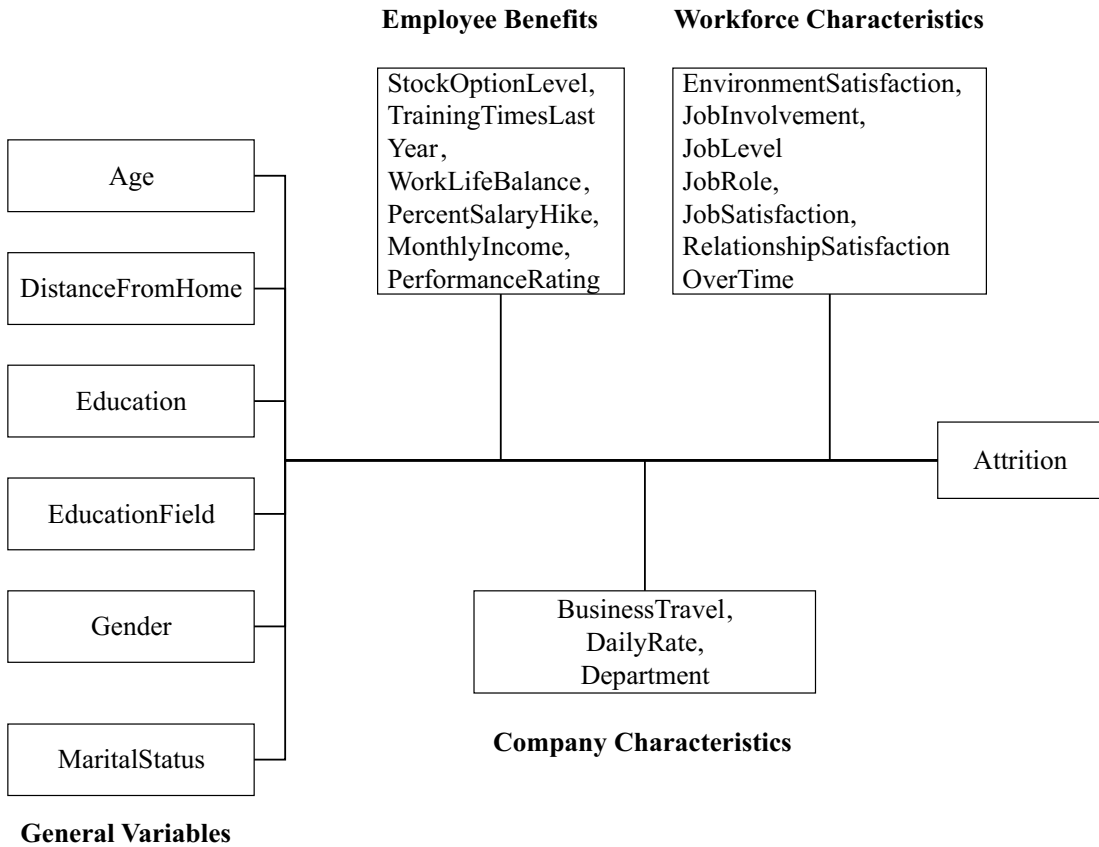 Employee Benefits
StockOptionLevel,
TrainingTimesLast
Year,
WorkLifeBalance,
PercentSalaryHike,
MonthlyIncome,
PerformanceRating
Workforce Characteristics
EnvironmentSatisfaction,
JobInvolvement,
JobLevel
JobRole,
JobSatisfaction,
RelationshipSatisfaction
OverTime
Age
DistanceFromHome
Education
EducationField
Gender
MaritalStatus
General Variables
Attrition
BusinessTravel,
DailyRate,
Department
Company Characteristics